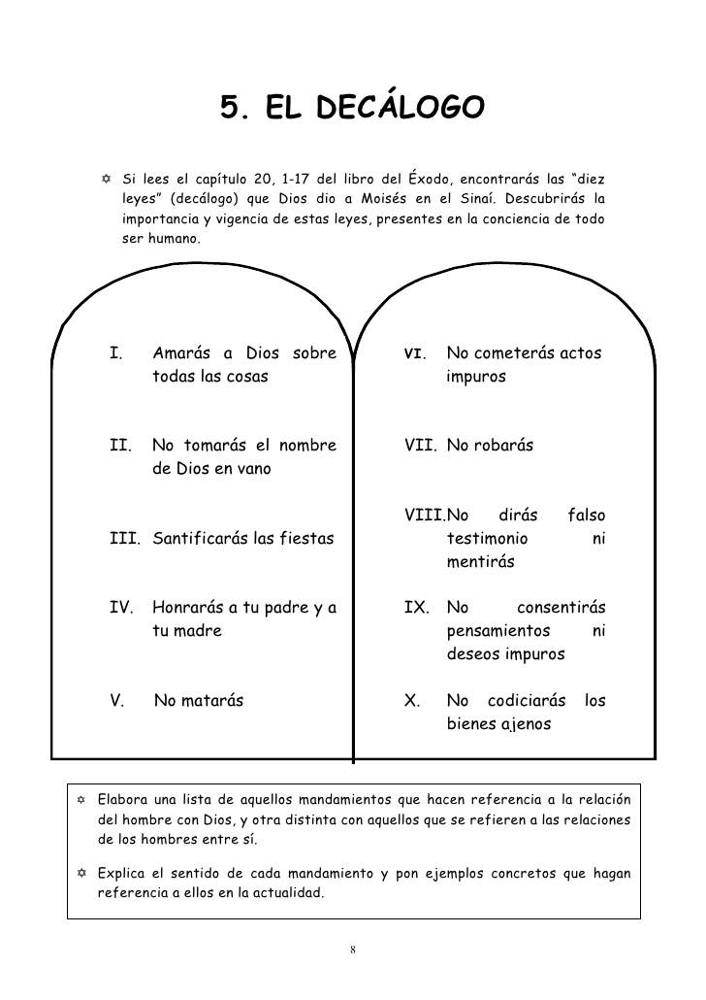 5. EL DECÁLOGO
✡ Si lees el capítulo 20, 1-17 del libro del Éxodo, encontrarás las “diez
leyes” (decálogo) que Dios dio a Moisés en el Sinaí. Descubrirás la
importancia y vigencia de estas leyes, presentes en la conciencia de todo
ser humano.
I. Amarás a Dios sobre
todas las cosas
II. No tomarás el nombre
de Dios en vano
III. Santificarás las fiestas
IV. Honrarás a tu padre y a
tu madre
V. No matarás
VI. No cometerás actos
impuros
VII. No robarás
VIII.No dirás falso
testimonio ni
mentirás
IX. No consentirás
pensamientos ni
deseos impuros
X. No codiciarás los
bienes ajenos
✡ Elabora una lista de aquellos mandamientos que hacen referencia a la relación
del hombre con Dios, y otra distinta con aquellos que se refieren a las relaciones
de los hombres entre sí.
✡ Explica el sentido de cada mandamiento y pon ejemplos concretos que hagan
referencia a ellos en la actualidad.
8